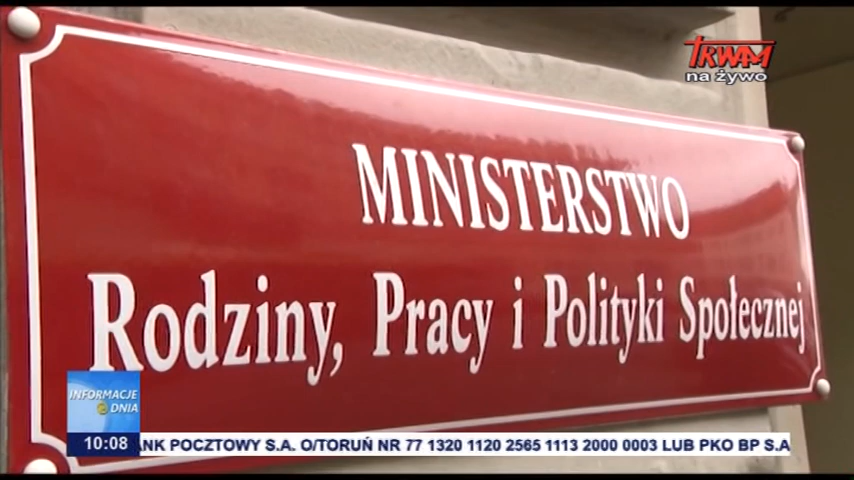 TRWAM
na żywo
MINISTERSTWO
Rodziny, Pracy i Polityki Społecznej
INFORMACJE
DNIA
10:08
ANK POCZTOWY S.A. O/TORUŃ NR 77 1320 1120 2565 1113 2000 0003 LUB PKO BP S.A